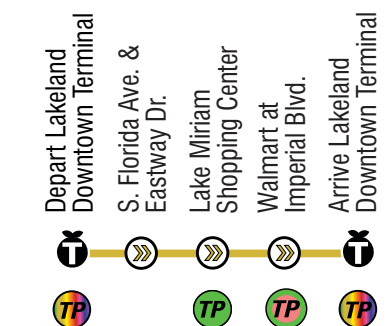 Depart Lakeland
Downtown Terminal
S. Florida Ave. &
Eastway Dr.
Lake Miriam
Shopping Center
Walmart at
Imperial Blvd.
Arrive Lakeland
Downtown Terminal
T
T
TP
TP
TP
TP